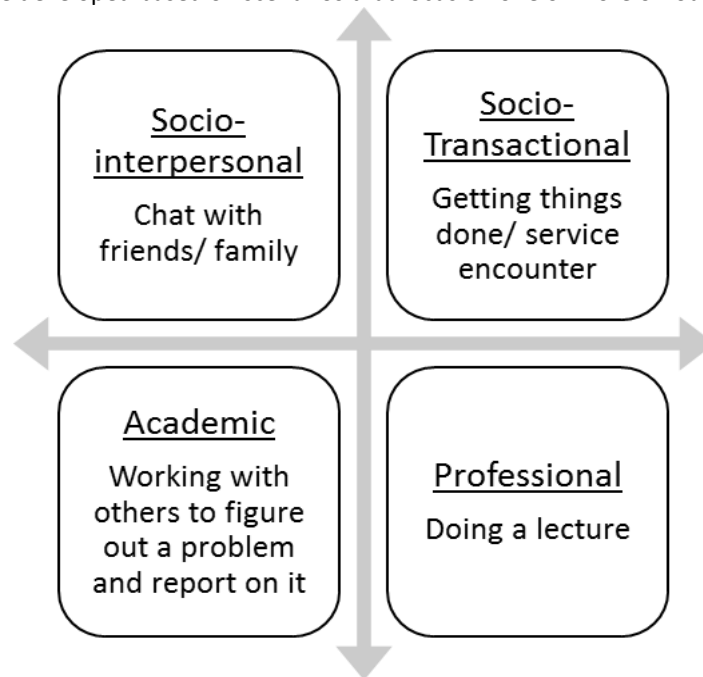 Socio-
interpersonal
Chat with
friends/ family
Socio-
Transactional
Getting things
done/ service
encounter
Academic
Working with
others to figure
out a problem
and report on it
Professional
Doing a lecture